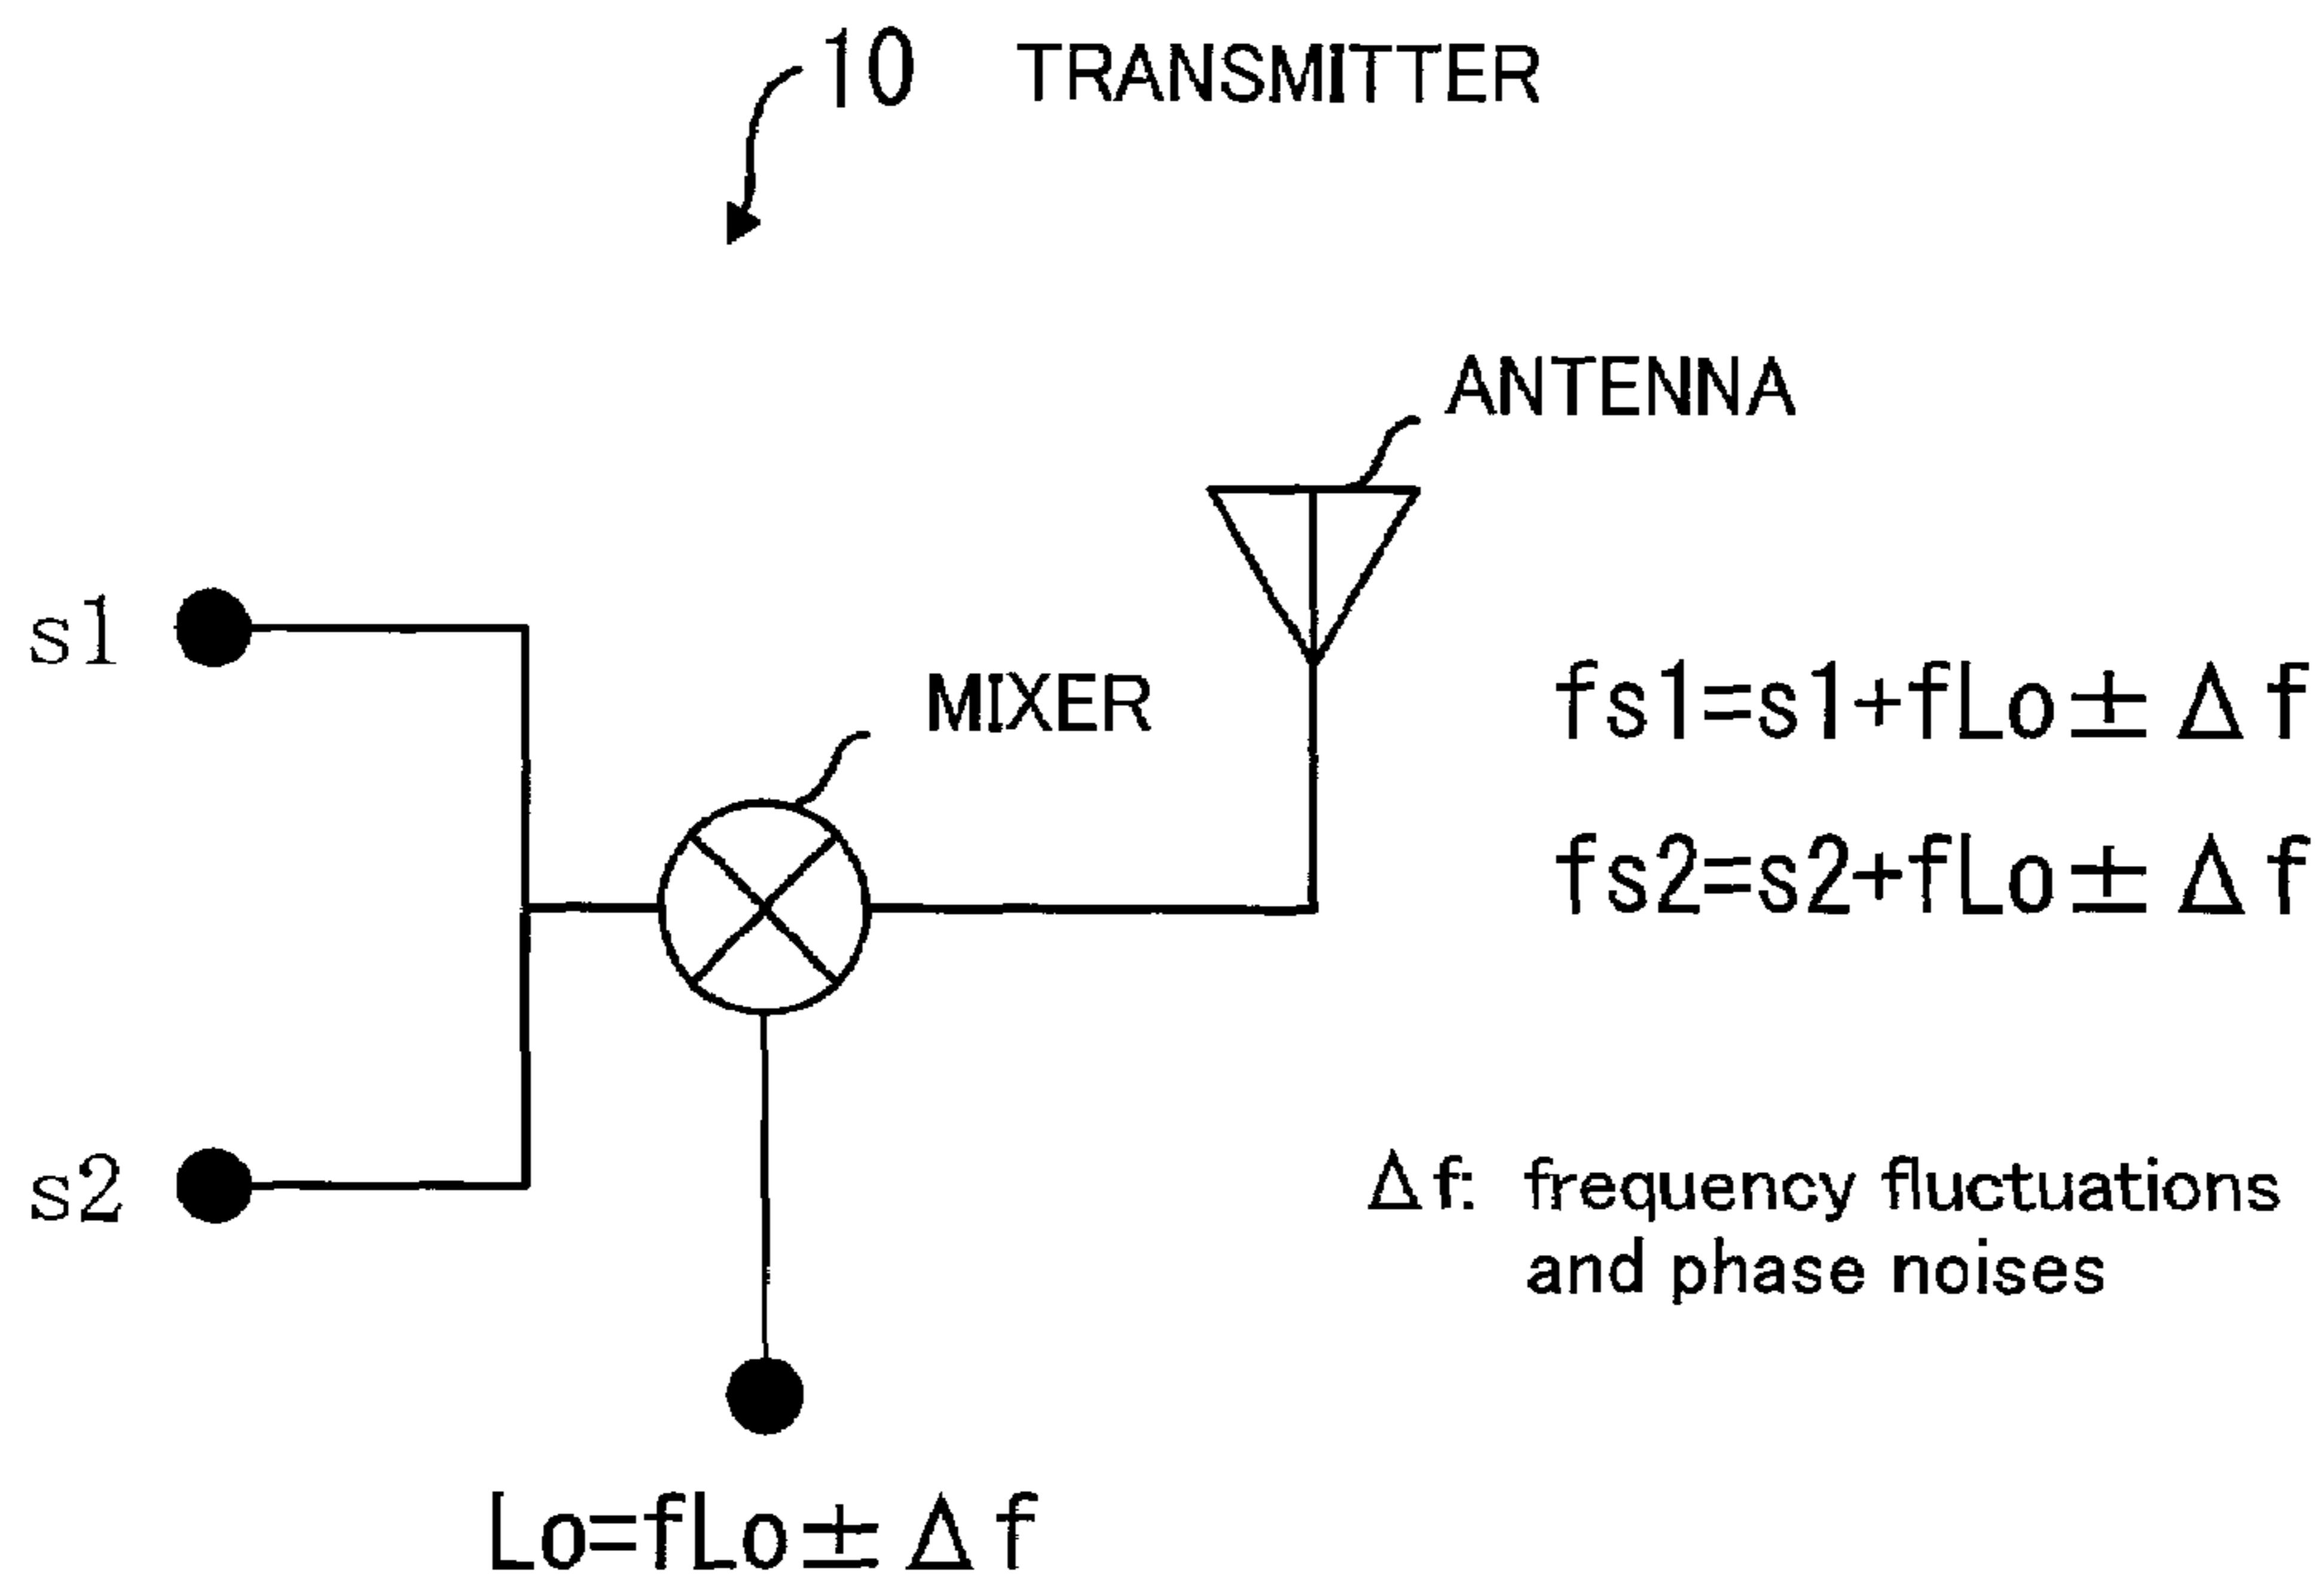 10 TRANSMITTER
ANTENNA
s1
MIXER
fs1=s1+fLo±Δf
fs2=s2+fLo±Δf
s2
Δf: frequency fluctuations
and phase noises
Lo=fLo±Δf